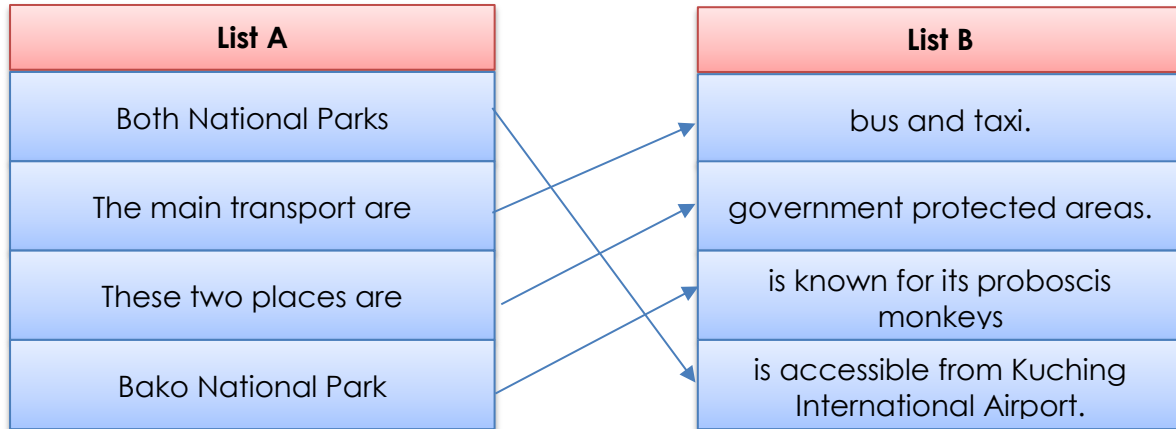 List A
List B
Both National Parks
bus and taxi.
The main transport are
government protected areas.
These two places are
is known for its proboscis
monkeys
Bako National Park
is accessible from Kuching
International Airport.